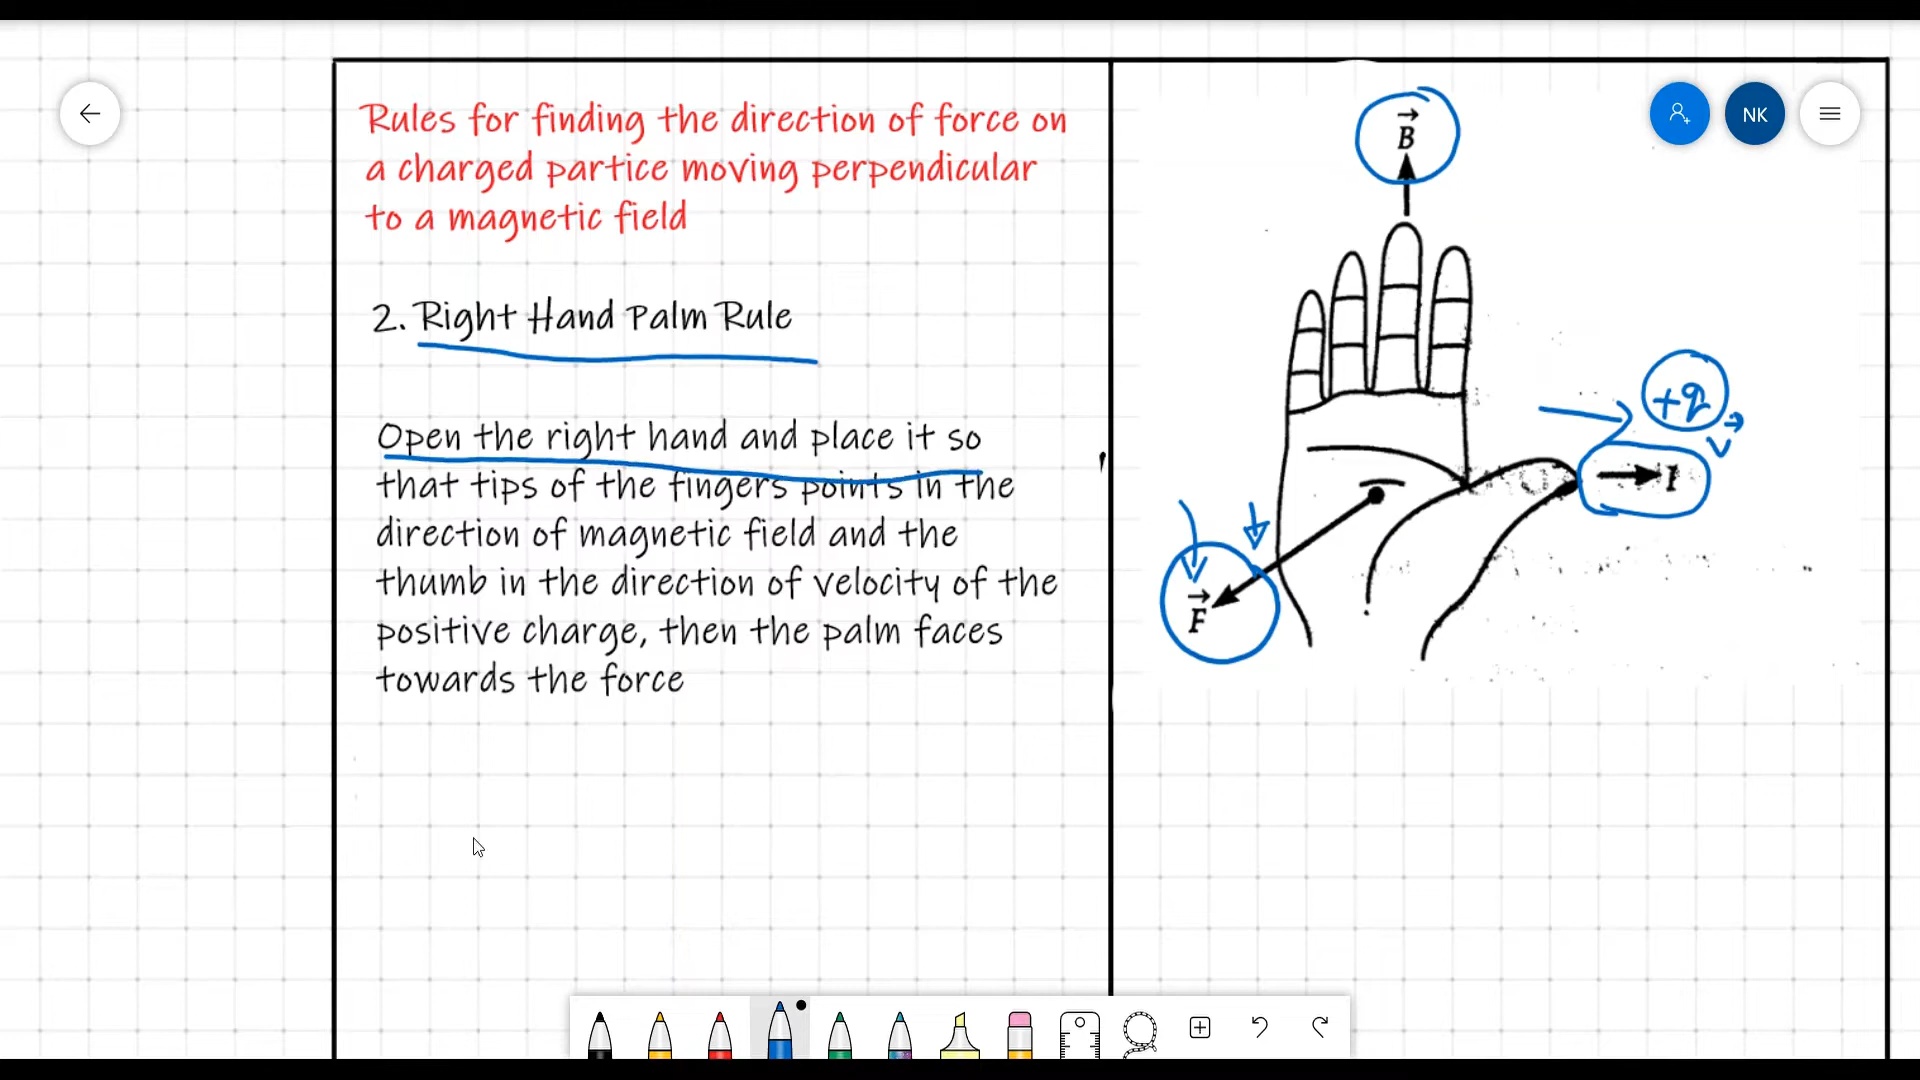 Rules for finding the direction of force on
a charged partice moving perpendicular
to a magnetic field
2. Right Hand Palm Rule
Open the right hand and place it so
that tips of the fingers points in the
direction of magnetic field and the
thumb in the direction of velocity of the
positive charge, then the palm faces
towards the force
B
NK
+q
v
I
F